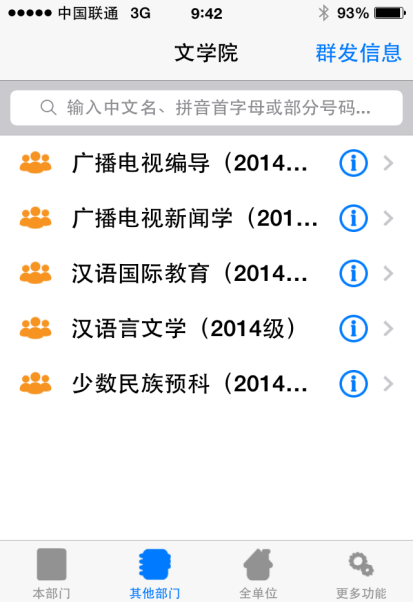 中国联通 3G 9:42 93%
文学院 群发信息
输入中文名、拼音首字母或部分号码...
广播电视编导（2014...
广播电视新闻学（201...
汉语国际教育（2014...
汉语言文学（2014级）
少数民族预科（2014...
本部门 其他部门 全单位 更多功能